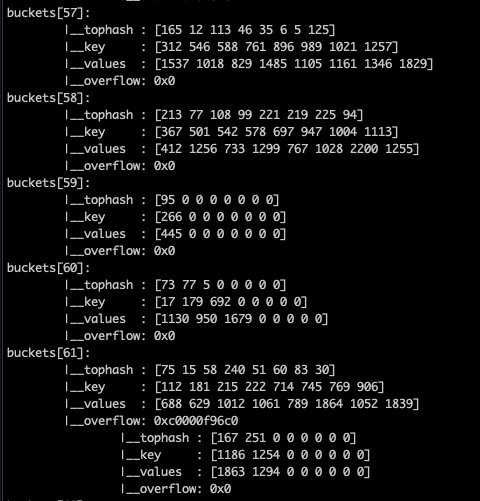 buckets[57]:
|__tophash : [165 12 113 46 35 6 5 125]
|__key : [312 546 588 761 896 989 1021 1257]
|__values : [1537 1018 829 1485 1105 1161 1346 1829]
|__overflow: 0x0
buckets[58]:
|__tophash : [213 77 108 99 221 219 225 94]
|__key : [367 501 542 578 697 947 1004 1113]
|__values : [412 1256 733 1299 767 1028 2200 1255]
|__overflow: 0x0
buckets[59]:
|__tophash : [95 0 0 0 0 0 0 0]
|__key : [266 0 0 0 0 0 0 0]
|__values : [445 0 0 0 0 0 0 0]
|__overflow: 0x0
buckets[60]:
|__tophash : [73 77 5 0 0 0 0 0]
|__key : [17 179 692 0 0 0 0 0]
|__values : [1130 950 1679 0 0 0 0 0]
|__overflow: 0x0
buckets[61]:
|__tophash : [75 15 58 240 51 60 83 30]
|__key : [112 181 215 222 714 745 769 906]
|__values : [688 629 1012 1061 789 1864 1052 1839]
|__overflow: 0xc0000f96c0
|__tophash : [167 251 0 0 0 0 0 0]
|__key : [1186 1254 0 0 0 0 0 0]
|__values : [1863 1294 0 0 0 0 0 0]
|__overflow: 0x0